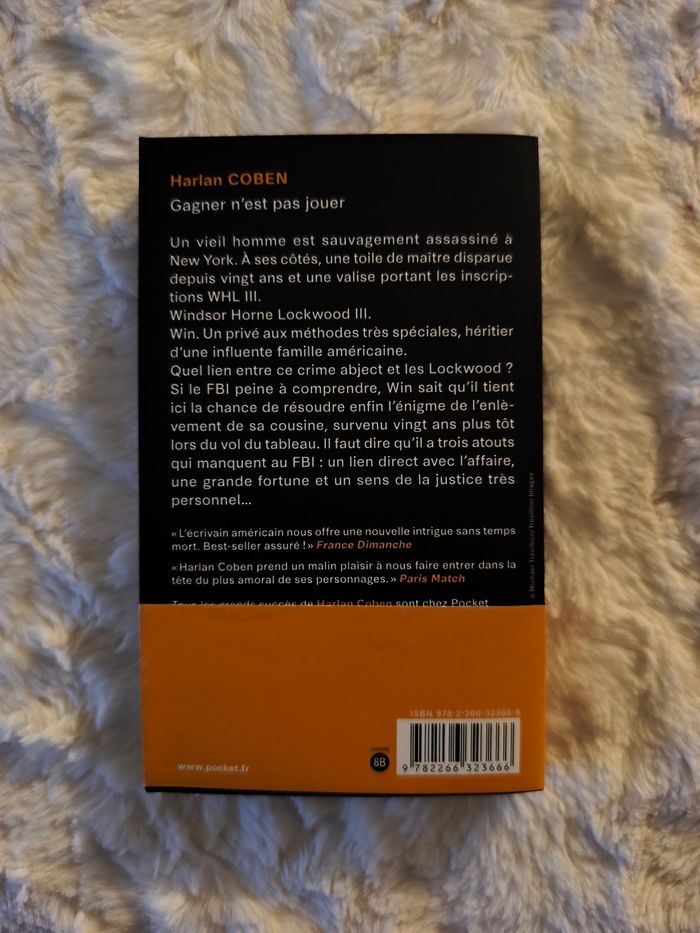 Harlan COBEN
Gagner n'est pas jouer
Un vieil homme est sauvagement assassiné à
New York. À ses côtés, une toile de maître disparue
depuis vingt ans et une valise portant les inscrip-
tions WHL III.
Windsor Horne Lockwood III.
Win. Un privé aux méthodes très spéciales, héritier
d'une influente famille américaine.
Quel lien entre ce crime abject et les Lockwood ?
Si le FBI peine à comprendre, Win sait qu'il tient
ici la chance de résoudre enfin l'énigme de l'enlè-
vement de sa cousine, survenu vingt ans plus tôt
lors du vol du tableau. Il faut dire qu'il a trois atouts
qui manquent au FBI : un lien direct avec l'affaire,
une grande fortune et un sens de la justice très
personnel...
« L'écrivain américain nous offre une nouvelle intrigue sans temps
mort. Best-seller assuré ! » France Dimanche
« Harlan Coben prend un malin plaisir à nous faire entrer dans la
tête du plus amoral de ses personnages. » Paris Match
Tous les grands succès de Harlan Coben sont chez Pocket
© Michael Trevillion/Trevillion Images
ISBN 978-2-266-32366-6
8B
9 782266 323666
www.pocket.fr